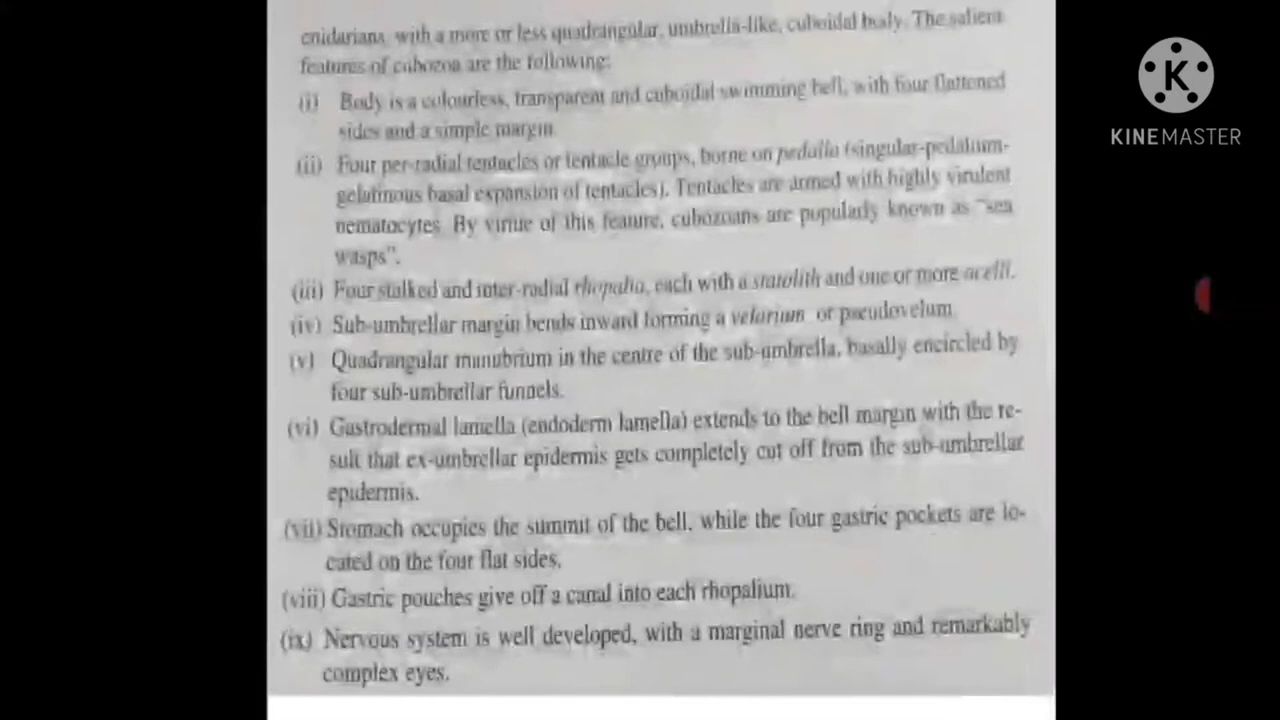 cnidarians, with a more or less quadrangular, umbrella-like, cuboidal body. The salient
features of cubozoa are the following:
(i) Body is a colourless, transparent and cuboidal swimming bell, with four flattened
sides and a simple margin.
(ii) Four per-radial tentacles or tentacle groups, borne on pedalia (singular-pedalium-
gelatinous basal expansion of tentacles). Tentacles are armed with highly virulent
nematocytes. By virtue of this feature, cubozoans are popularly known as "sea
wasps".
(iii) Four stalked and inter-radial rhopalia, each with a statolith and one or more ocelli.
(iv) Sub-umbrellar margin bends inward forming a velarium or pseudovelum.
(v) Quadrangular manubrium in the centre of the sub-umbrella, basally encircled by
four sub-umbrellar funnels.
(vi) Gastrodermal lamella (endoderm lamella) extends to the bell margin with the re-
sult that ex-umbrellar epidermis gets completely cut off from the sub-umbrellar
epidermis.
(vii) Stomach occupies the summit of the bell, while the four gastric pockets are lo-
cated on the four flat sides.
(viii) Gastric pouches give off a canal into each rhopalium.
(ix) Nervous system is well developed, with a marginal nerve ring and remarkably
complex eyes.
K
KINEMASTER